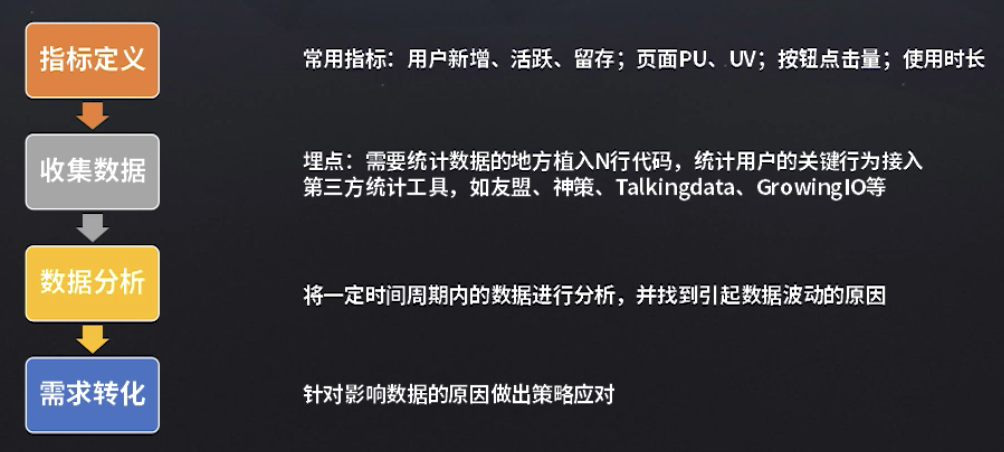 指标定义
常用指标：用户新增、活跃、留存；页面PU、UV；按钮点击量；使用时长
收集数据
埋点：需要统计数据的地方植入N行代码，统计用户的关键行为接入
第三方统计工具，如友盟、神策、Talkingdata、GrowingIO等
数据分析
将一定时间周期内的数据进行分析，并找到引起数据波动的原因
需求转化
针对影响数据的原因做出策略应对